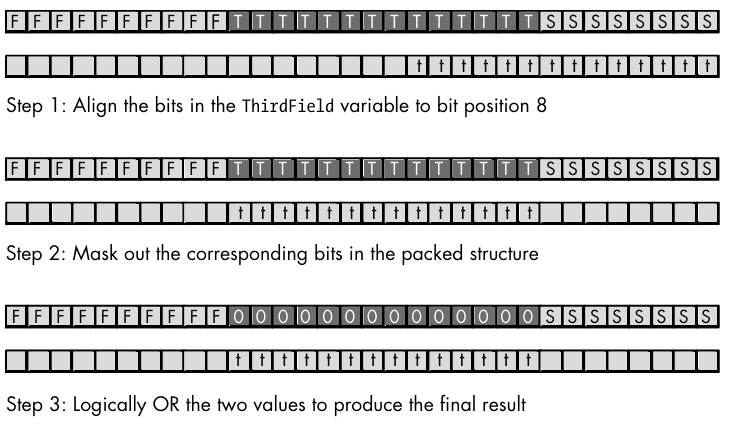 F F F F F F F F F F T T T T T T T T T T T T T T S S S S S S S S
t t t t t t t t t t t t t t
Step 1: Align the bits in the ThirdField variable to bit position 8
F F F F F F F F F F T T T T T T T T T T T T T T S S S S S S S S
t t t t t t t t t t t t t t
Step 2: Mask out the corresponding bits in the packed structure
F F F F F F F F F F 0 0 0 0 0 0 0 0 0 0 0 0 0 0 S S S S S S S S
t t t t t t t t t t t t t t
Step 3: Logically OR the two values to produce the final result